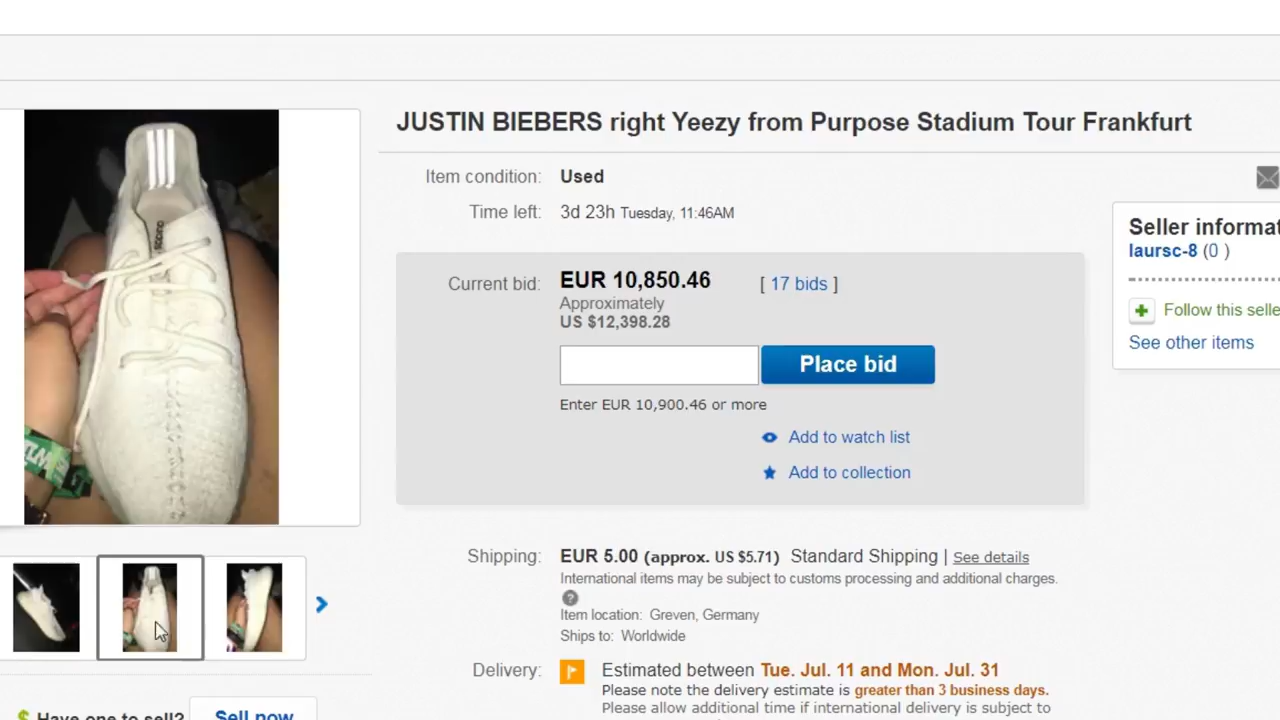 JUSTIN BIEBERS right Yeezy from Purpose Stadium Tour Frankfurt
Item condition: Used
Time left: 3d 23h Tuesday, 11:46AM
Current bid: EUR 10,850.46 [ 17 bids ]
Approximately
US $12,398.28
Place bid
Enter EUR 10,900.46 or more
Add to watch list
Add to collection
Shipping: EUR 5.00 (approx. US $5.71) Standard Shipping | See details
International items may be subject to customs processing and additional charges.
Item location: Greven, Germany
Ships to: Worldwide
Delivery: Estimated between Tue. Jul. 11 and Mon. Jul. 31
Please note the delivery estimate is greater than 3 business days.
Please allow additional time if international delivery is subject to
Seller informat
laursc-8 (0 )
Follow this selle
See other items
Have one to sell? Sell now